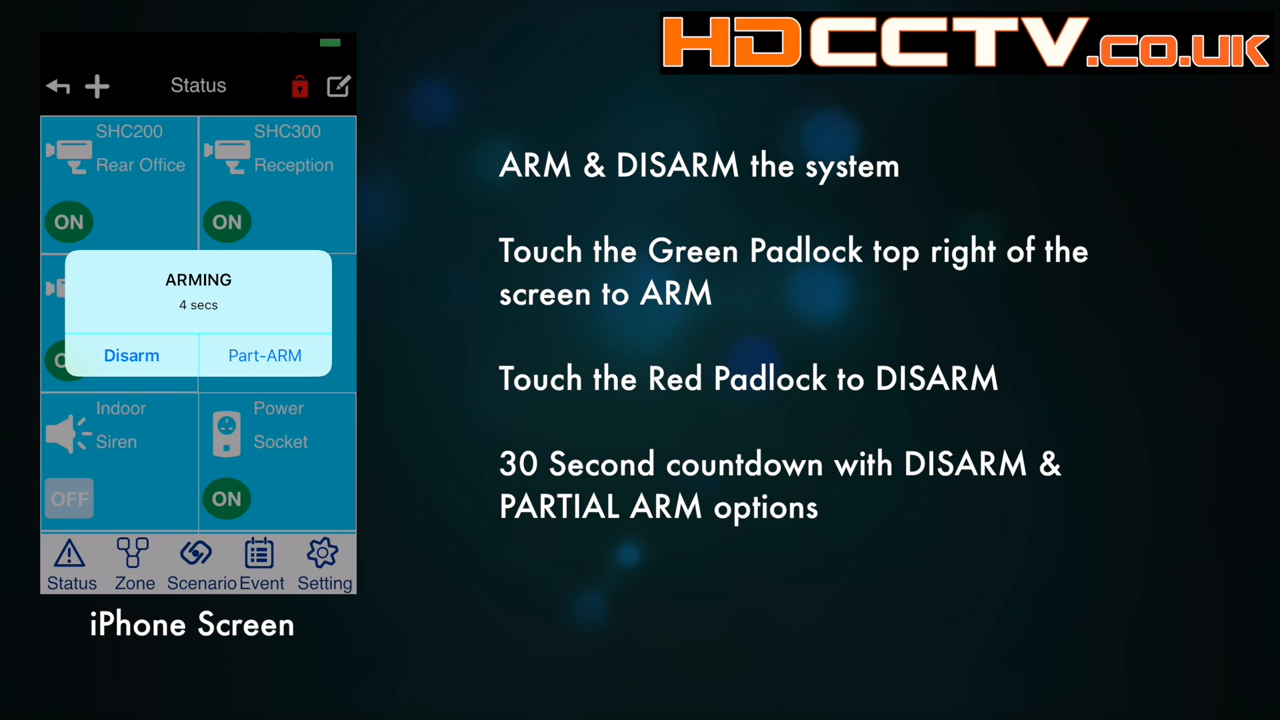 HDCCTV.co.uk
Status
SHC200
Rear Office
ON
SHC300
Reception
ON
ARMING
4 secs
Disarm
Part-ARM
Indoor
Siren
OFF
Power
Socket
ON
Status
Zone
Scenario
Event
Setting
iPhone Screen
ARM & DISARM the system
Touch the Green Padlock top right of the
screen to ARM
Touch the Red Padlock to DISARM
30 Second countdown with DISARM &
PARTIAL ARM options